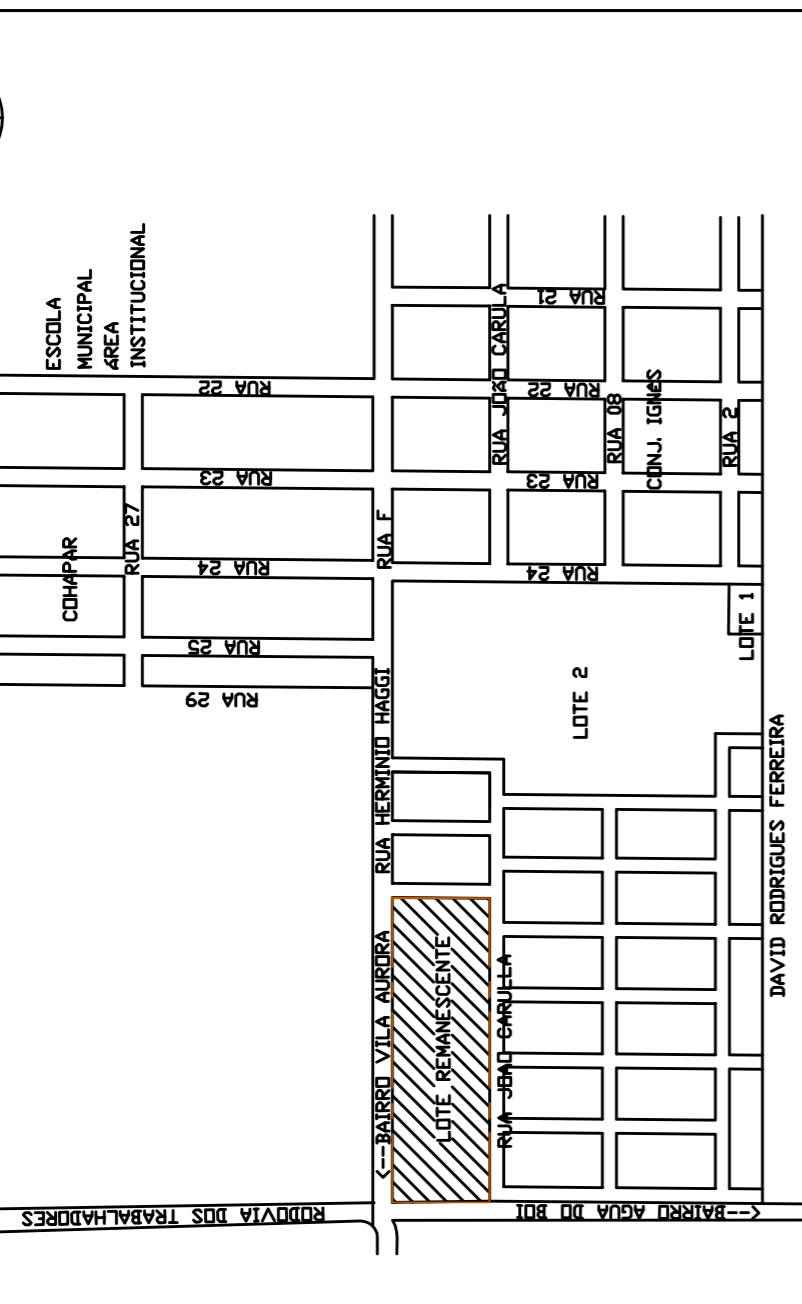 ESCOLA
MUNICIPAL
ÁREA
INSTITUCIONAL
RUA 21
RUA 22
RUA 22
RUA JOÃO CARULA
RUA 08
CONJ. IGNÊS
RUA 2
RUA 23
RUA 23
RUA 27
RUA F
COHAPAR
RUA 24
RUA 24
RUA 25
RUA 29
LOTE 1
LOTE 2
RUA HERMINIO HAGGI
DAVID RODRIGUES FERREIRA
<--BAIRRO VILA AURORA
LOTE REMANESCENTE
RUA JOAO CARULLA
RODOVIA DOS TRABALHADORES
<--BAIRRO AGUA DO BOI